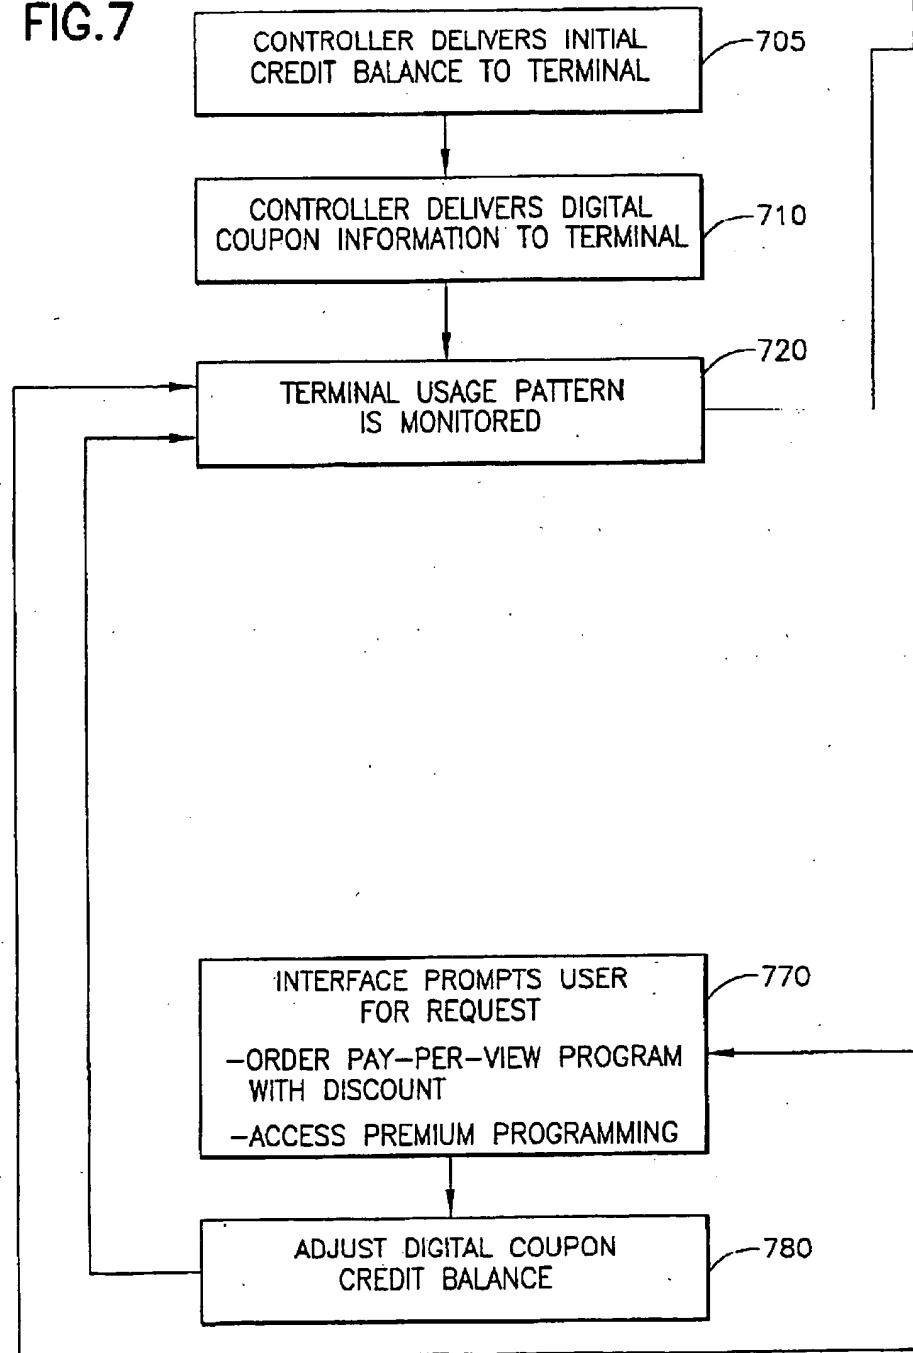 FIG.7
CONTROLLER DELIVERS INITIAL
CREDIT BALANCE TO TERMINAL
705
CONTROLLER DELIVERS DIGITAL
COUPON INFORMATION TO TERMINAL
710
TERMINAL USAGE PATTERN
IS MONITORED
720
INTERFACE PROMPTS USER
FOR REQUEST
-ORDER PAY-PER-VIEW PROGRAM
WITH DISCOUNT
-ACCESS PREMIUM PROGRAMMING
770
ADJUST DIGITAL COUPON
CREDIT BALANCE
780